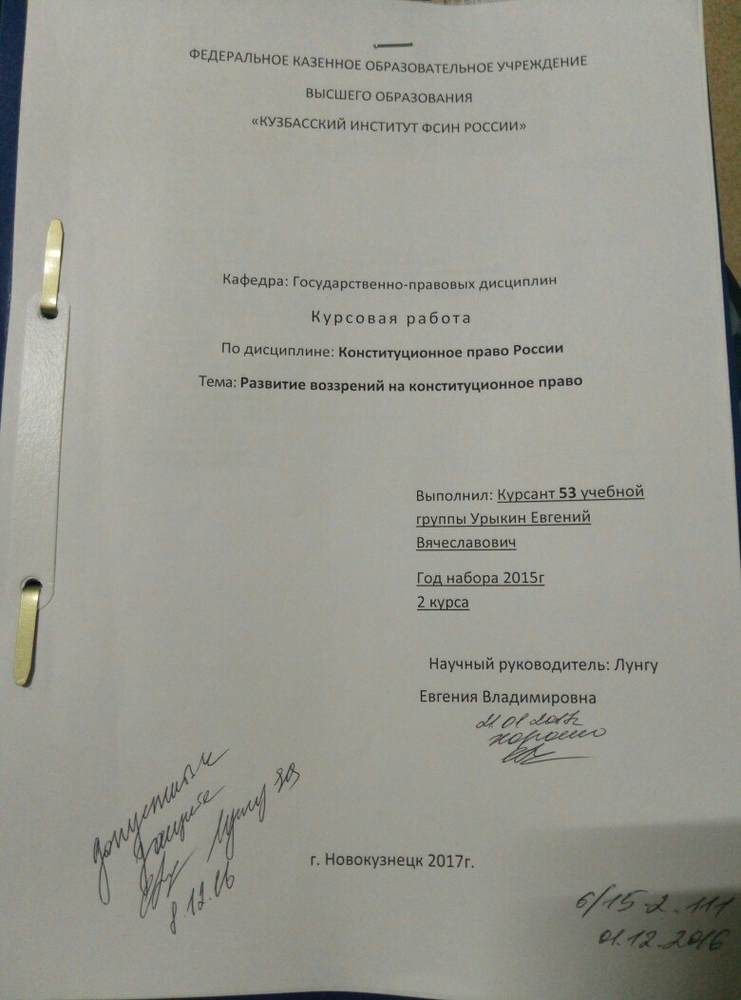 ФЕДЕРАЛЬНОЕ КАЗЕННОЕ ОБРАЗОВАТЕЛЬНОЕ УЧРЕЖДЕНИЕ
ВЫСШЕГО ОБРАЗОВАНИЯ
«КУЗБАССКИЙ ИНСТИТУТ ФСИН РОССИИ»
Кафедра: Государственно-правовых дисциплин
Курсовая работа
По дисциплине: Конституционное право России
Тема: Развитие воззрений на конституционное право
Выполнил: Курсант 53 учебной
группы Урыкин Евгений
Вячеславович
Год набора 2015г
2 курса
Научный руководитель: Лунгу
Евгения Владимировна
21.01.2017г
хорошо
допустить к
защите
Лунгу ЕВ
8.12.16
г. Новокузнецк 2017г.
6/15-2.111
01.12.2016